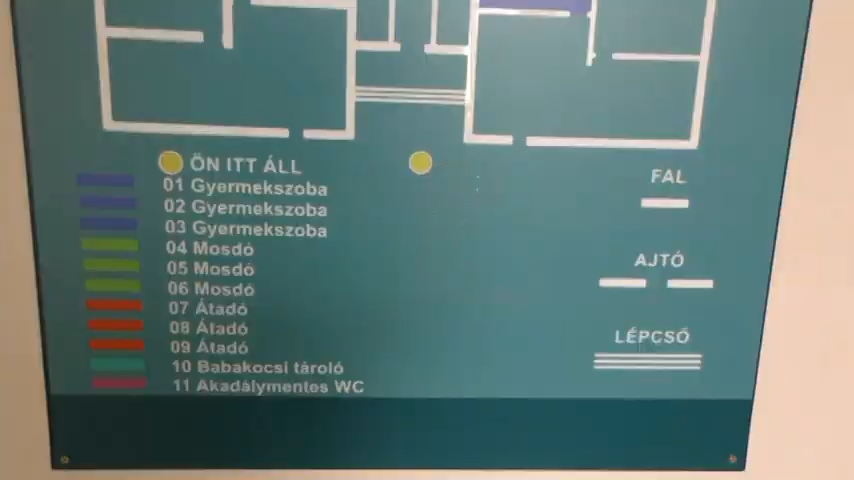 ÖN ITT ÁLL
01 Gyermekszoba
02 Gyermekszoba
03 Gyermekszoba
04 Mosdó
05 Mosdó
06 Mosdó
07 Átadó
08 Átadó
09 Átadó
10 Babakocsi tároló
11 Akadálymentes WC
FAL
AJTÓ
LÉPCSŐ